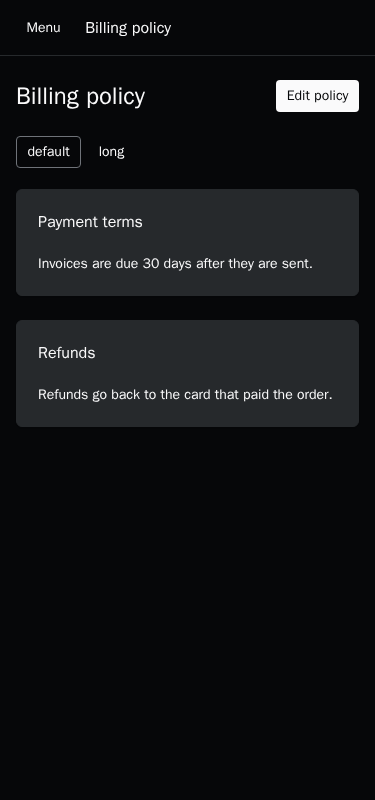 Menu Billing policy
Billing policy
Edit policy
default long
Payment terms
Invoices are due 30 days after they are sent.
Refunds
Refunds go back to the card that paid the order.